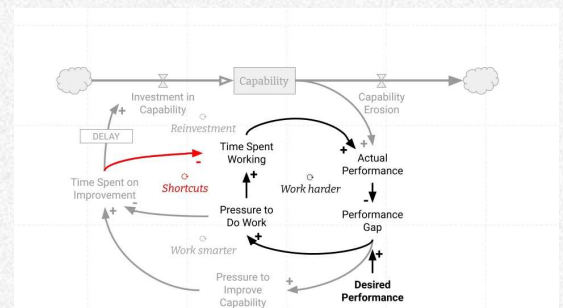 Capability
Investment in
Capability
Capability
Erosion
+
DELAY
Reinvestment
+
Time Spent
Working
+
+
Actual
Performance
-
Time Spent on
Improvement
Shortcuts
+
Work harder
-
+
-
Pressure to
Do Work
Performance
Gap
+
+
Work smarter
Pressure to
Improve
Capability
+
Desired
Performance